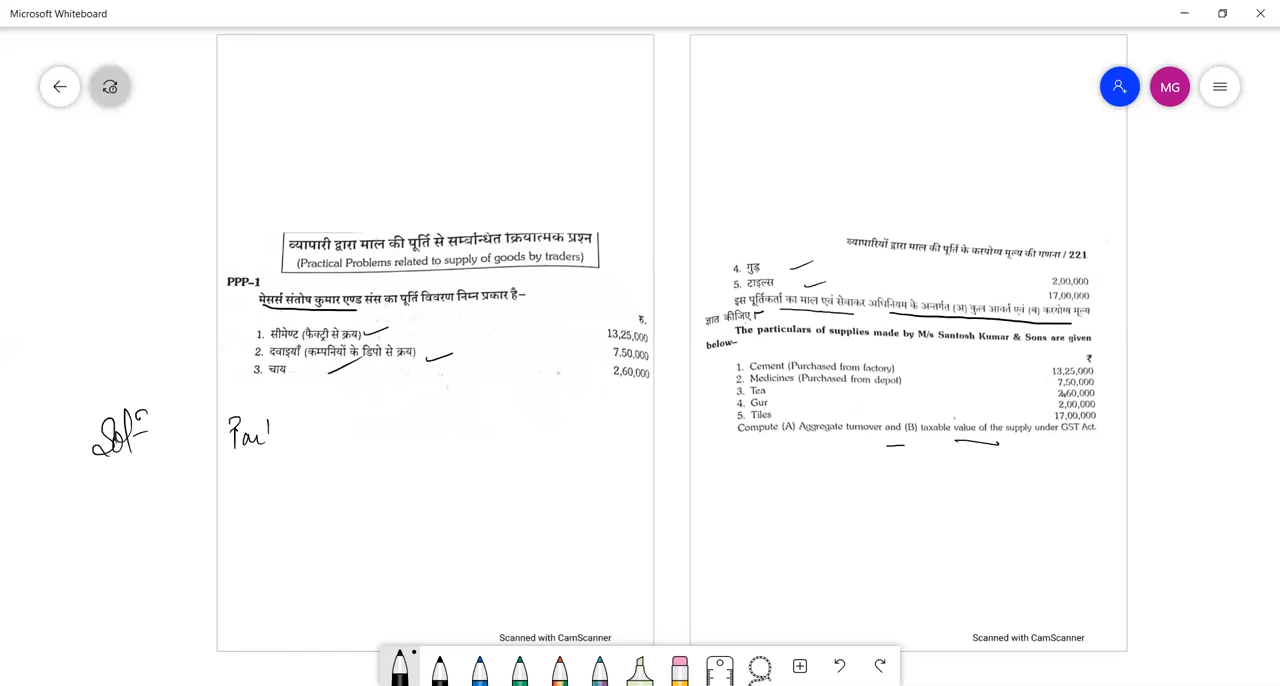 Microsoft Whiteboard
MG
व्यापारी द्वारा माल की पूर्ति से सम्बन्धित क्रियात्मक प्रश्न
(Practical Problems related to supply of goods by traders)
PPP-1
मेसर्स संतोष कुमार एण्ड संस का पूर्ति विवरण निम्न प्रकार है–
रु.
1. सीमेण्ट (फैक्ट्री से क्रय) 13,25,000
2. दवाइयाँ (कम्पनियों के डिपो से क्रय) 7,50,000
3. चाय 2,60,000
Scanned with CamScanner
व्यापारियों द्वारा माल की पूर्ति के करयोग्य मूल्य की गणना / 221
4. गुड़ 2,00,000
5. टाइल्स 17,00,000
इस पूर्तिकर्ता का माल एवं सेवाकर अधिनियम के अन्तर्गत (अ) कुल आवर्त एवं (ब) करयोग्य मूल्य
ज्ञात कीजिए
The particulars of supplies made by M/s Santosh Kumar & Sons are given
below–
₹
1. Cement (Purchased from factory) 13,25,000
2. Medicines (Purchased from depot) 7,50,000
3. Tea 2,60,000
4. Gur 2,00,000
5. Tiles 17,00,000
Compute (A) Aggregate turnover and (B) taxable value of the supply under GST Act.
Scanned with CamScanner